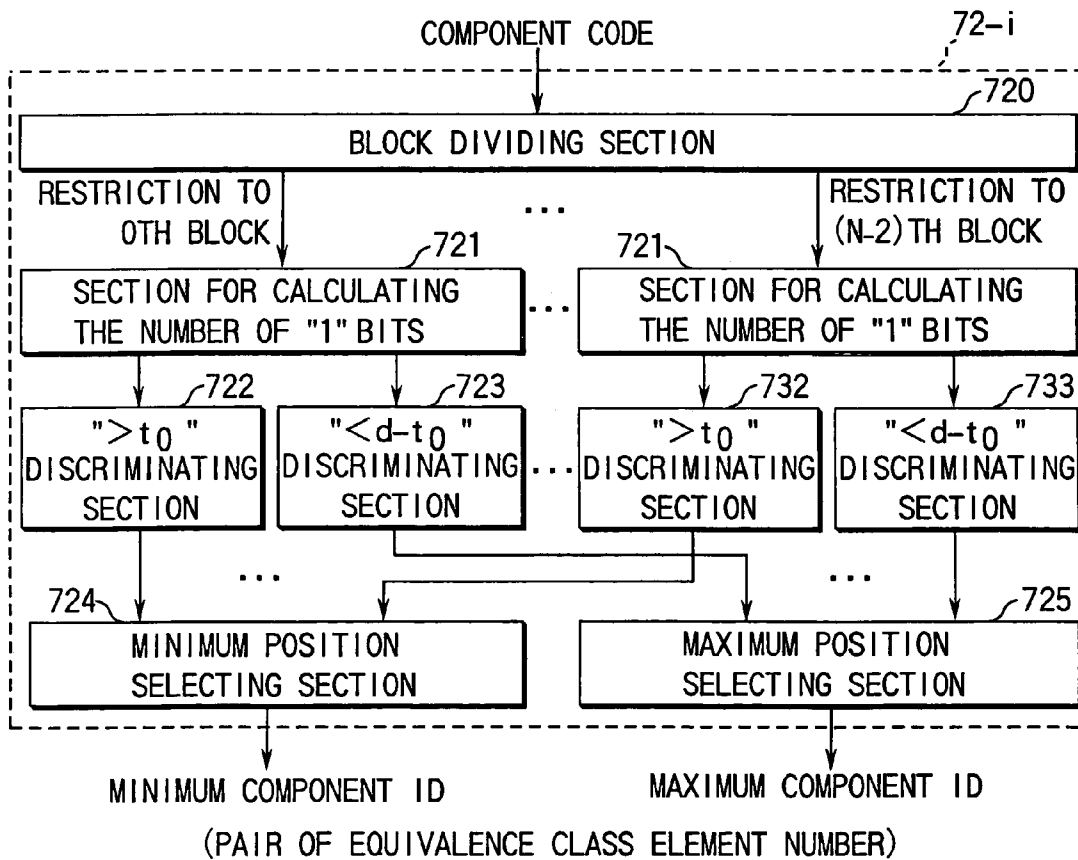 COMPONENT CODE
72-i
720
BLOCK DIVIDING SECTION
RESTRICTION TO
0TH BLOCK
...
RESTRICTION TO
(N-2)TH BLOCK
721
721
SECTION FOR CALCULATING
THE NUMBER OF "1" BITS
...
SECTION FOR CALCULATING
THE NUMBER OF "1" BITS
722
723
732
733
">t0"
DISCRIMINATING
SECTION
"<d-t0"
DISCRIMINATING
SECTION
...
">t0"
DISCRIMINATING
SECTION
"<d-t0"
DISCRIMINATING
SECTION
...
...
724
725
MINIMUM POSITION
SELECTING SECTION
MAXIMUM POSITION
SELECTING SECTION
MINIMUM COMPONENT ID
MAXIMUM COMPONENT ID
(PAIR OF EQUIVALENCE CLASS ELEMENT NUMBER)